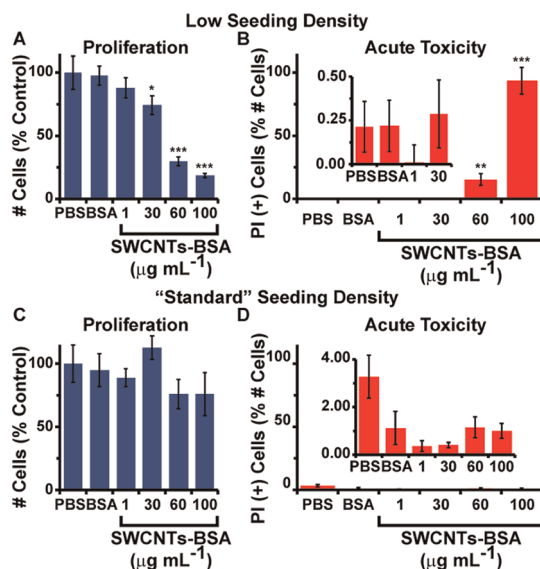 Low Seeding Density
A
Proliferation
# Cells (% Control)
100
50
0
*
***
***
PBS BSA 1 30 60 100
SWCNTs-BSA
(μg mL-1)
B
Acute Toxicity
PI (+) Cells (% # Cells)
100
50
0
0.50
0.25
0.00
PBS BSA 1 30
**
***
PBS BSA 1 30 60 100
SWCNTs-BSA
(μg mL-1)
“Standard” Seeding Density
C
Proliferation
# Cells (% Control)
100
50
0
PBS BSA 1 30 60 100
SWCNTs-BSA
(μg mL-1)
D
Acute Toxicity
PI (+) Cells (% # Cells)
100
50
0
4.00
2.00
0.00
PBS BSA 1 30 60 100
PBS BSA 1 30 60 100
SWCNTs-BSA
(μg mL-1)